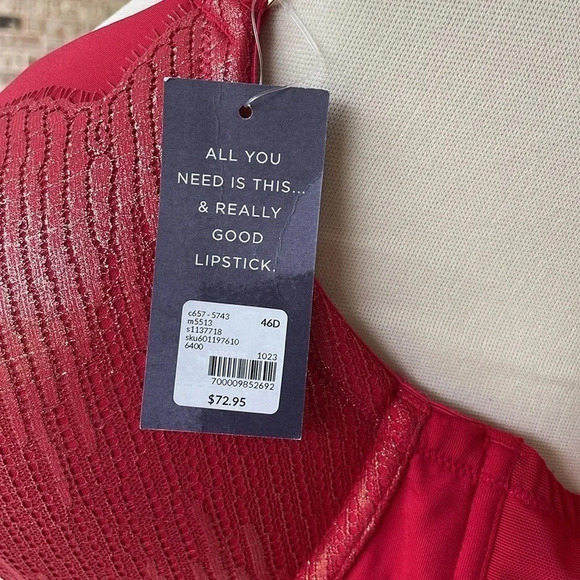 ALL YOU
NEED IS THIS...
& REALLY
GOOD
LIPSTICK.
c657-5743
46D
m5513
s1137718
sku601197610
6400
1023
700009852692
$72.95